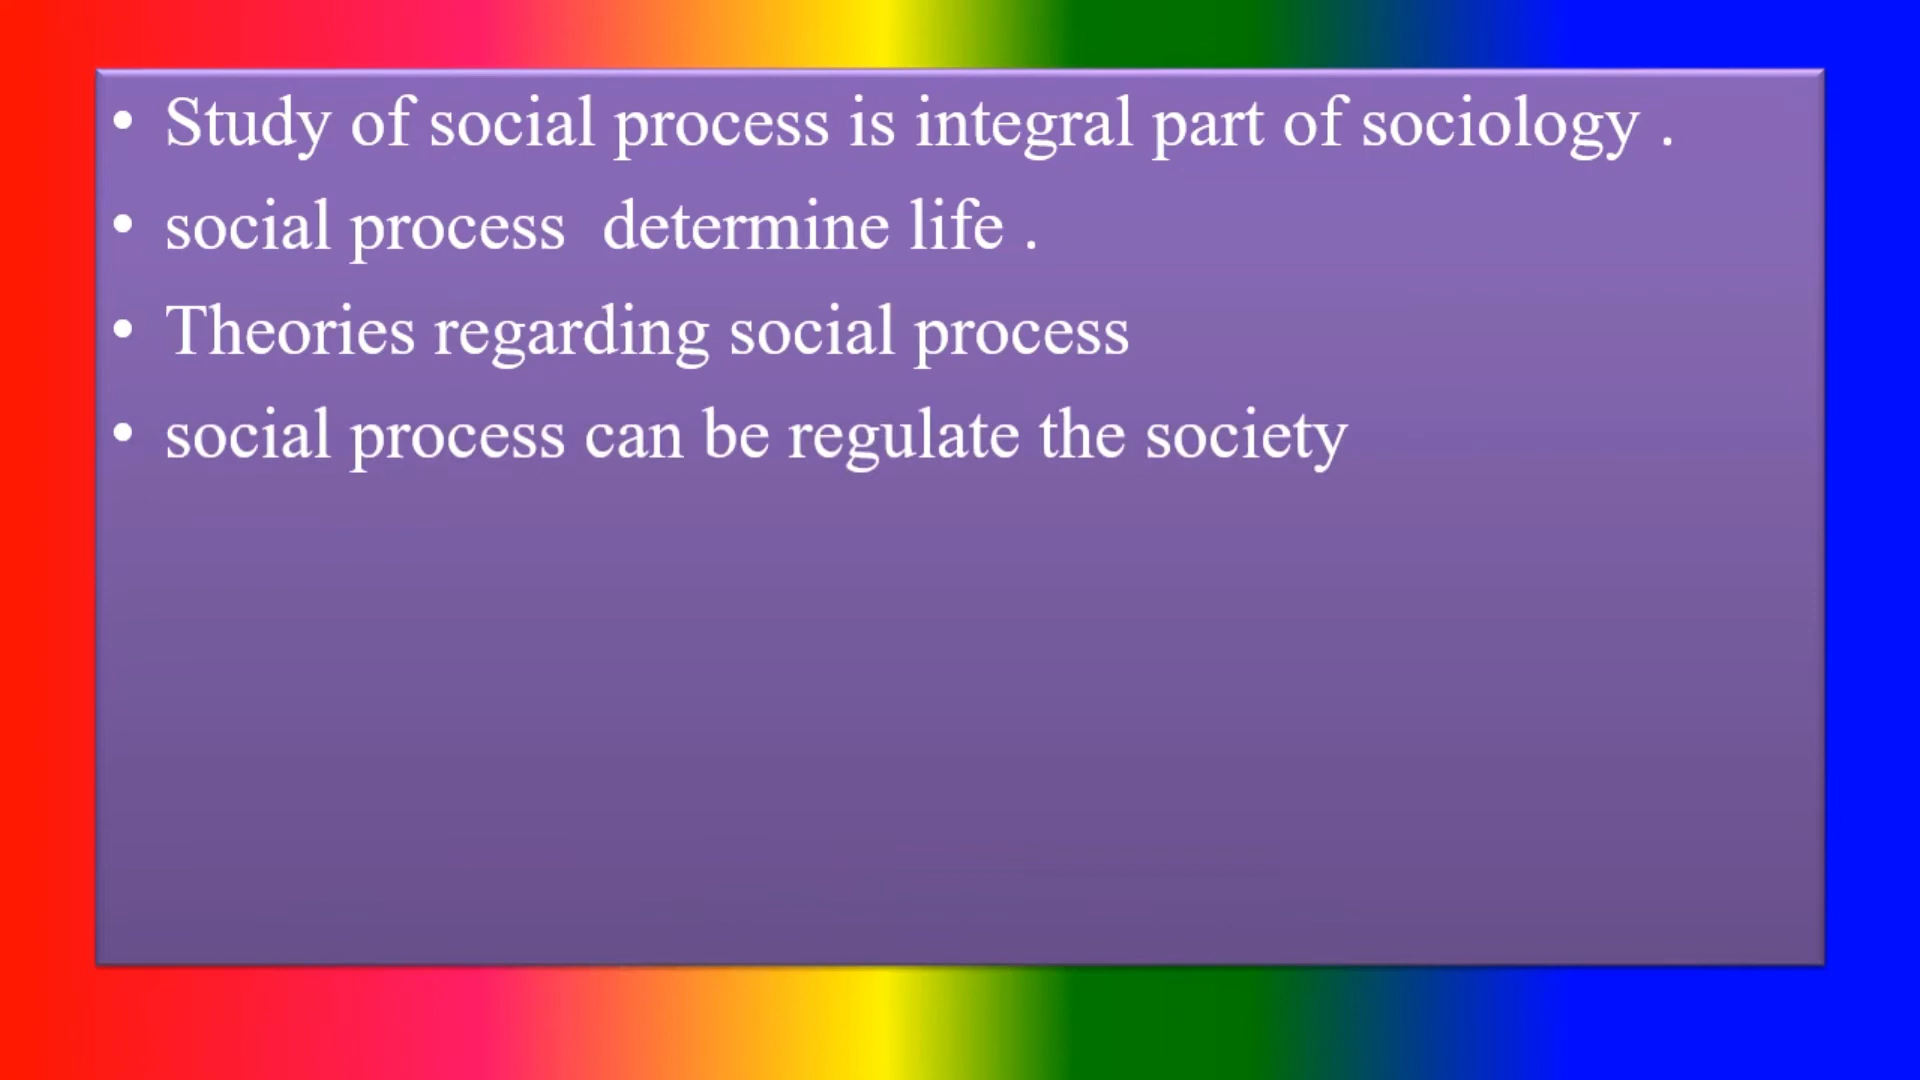 • Study of social process is integral part of sociology .
• social process  determine life .
• Theories regarding social process
• social process can be regulate the society